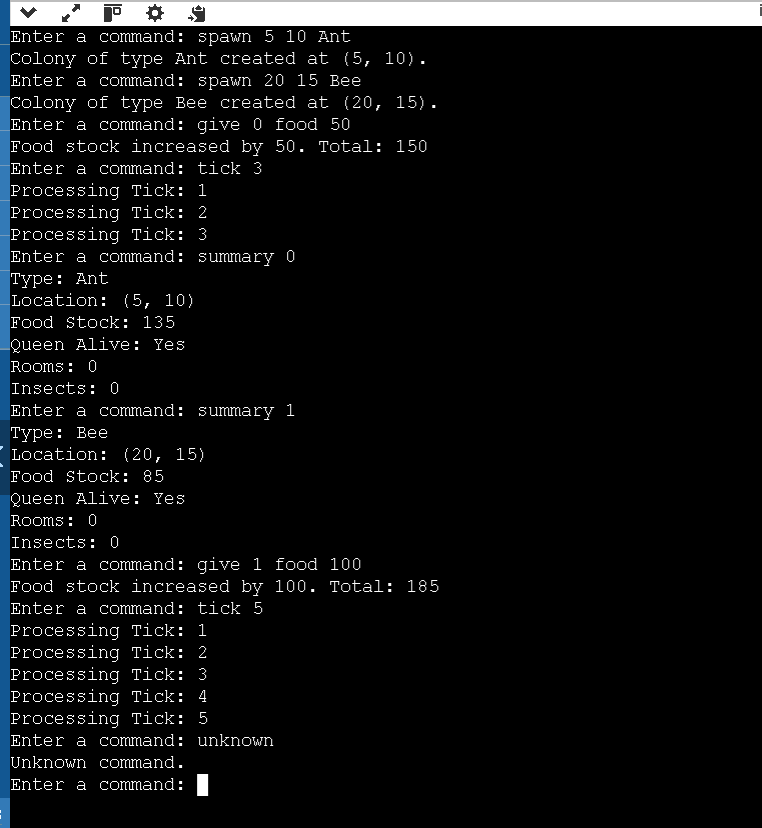 Enter a command: spawn 5 10 Ant
Colony of type Ant created at (5, 10).
Enter a command: spawn 20 15 Bee
Colony of type Bee created at (20, 15).
Enter a command: give 0 food 50
Food stock increased by 50. Total: 150
Enter a command: tick 3
Processing Tick: 1
Processing Tick: 2
Processing Tick: 3
Enter a command: summary 0
Type: Ant
Location: (5, 10)
Food Stock: 135
Queen Alive: Yes
Rooms: 0
Insects: 0
Enter a command: summary 1
Type: Bee
Location: (20, 15)
Food Stock: 85
Queen Alive: Yes
Rooms: 0
Insects: 0
Enter a command: give 1 food 100
Food stock increased by 100. Total: 185
Enter a command: tick 5
Processing Tick: 1
Processing Tick: 2
Processing Tick: 3
Processing Tick: 4
Processing Tick: 5
Enter a command: unknown
Unknown command.
Enter a command: